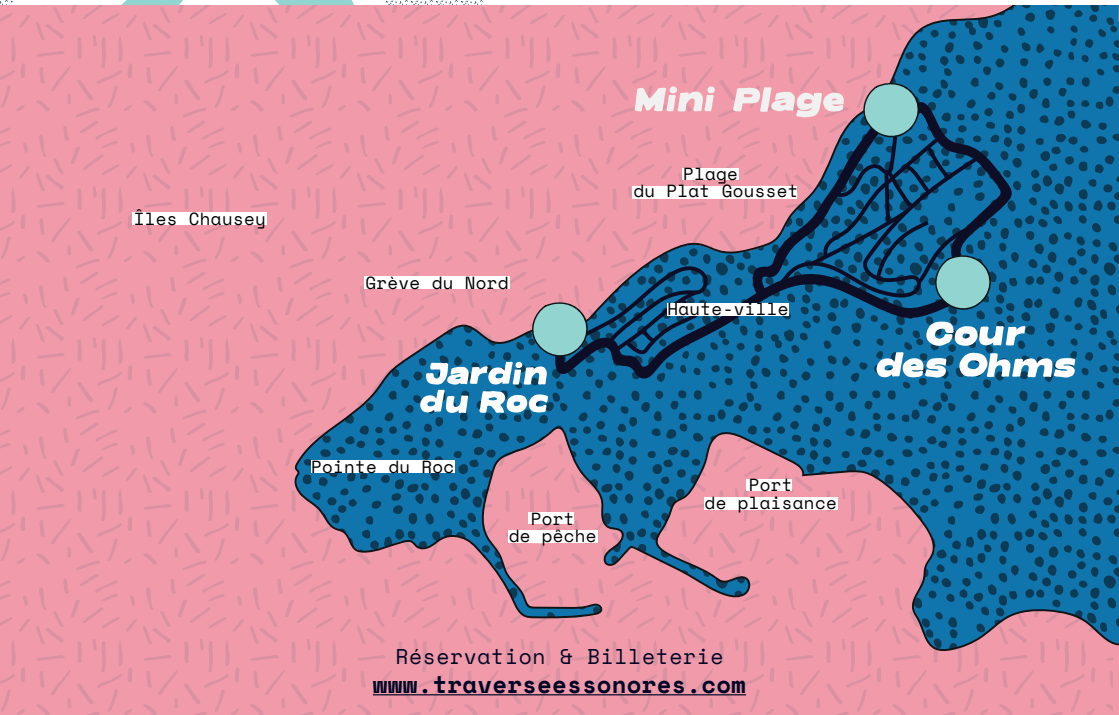 Mini Plage
Plage
du Plat Gousset
Îles Chausey
Grève du Nord
Haute-ville
Cour
des Ohms
Jardin
du Roc
Pointe du Roc
Port
de plaisance
Port
de pêche
Réservation & Billeterie
www.traverseessonores.com